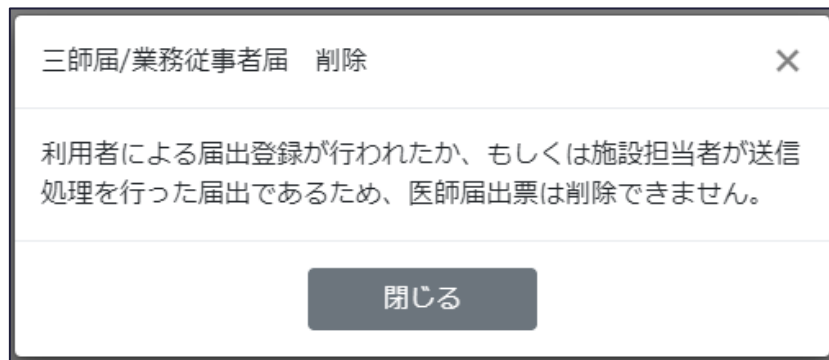 三師届/業務従事者届　削除
×
利用者による届出登録が行われたか、もしくは施設担当者が送信
処理を行った届出であるため、医師届出票は削除できません。
閉じる